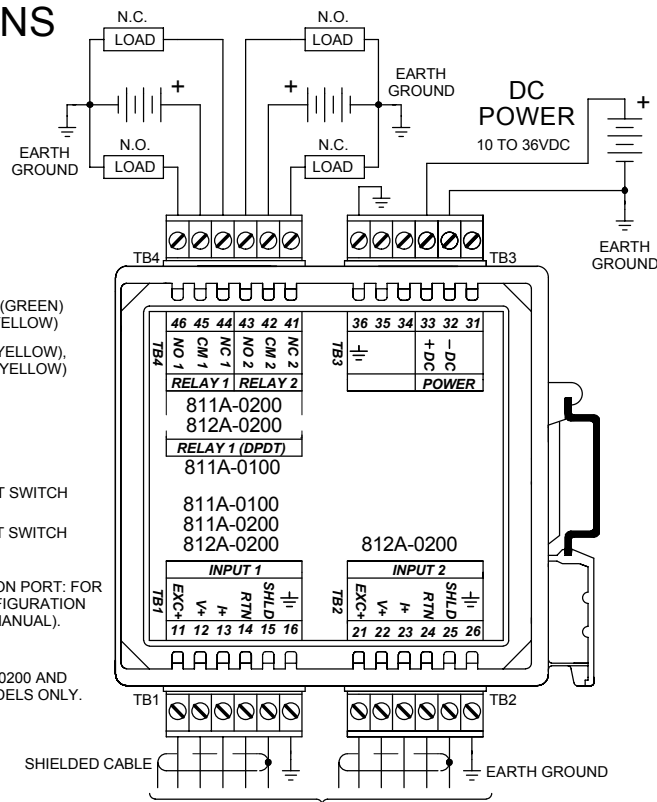 NS
N.C.
LOAD
N.O.
LOAD
+
+
EARTH
GROUND
DC
POWER
10 TO 36VDC
+
EARTH
GROUND
N.O.
LOAD
N.C.
LOAD
EARTH
GROUND
TB4
TB3
(GREEN)
ELLOW)
YELLOW),
YELLOW)
T SWITCH
T SWITCH
ON PORT: FOR
FIGURATION
MANUAL).
0200 AND
DELS ONLY.
46 45 44 43 42 41
TB4
NO 1
CM 1
NC 1
NO 2
CM 2
NC 2
RELAY 1 RELAY 2
811A-0200
812A-0200
RELAY 1 (DPDT)
811A-0100
36 35 34 33 32 31
TB3
+ DC
− DC
POWER
811A-0100
811A-0200
812A-0200
INPUT 1
TB1
EXC+
V+
I+
RTN
SHLD
11 12 13 14 15 16
812A-0200
INPUT 2
TB2
EXC+
V+
I+
RTN
SHLD
21 22 23 24 25 26
TB1
TB2
SHIELDED CABLE
EARTH GROUND